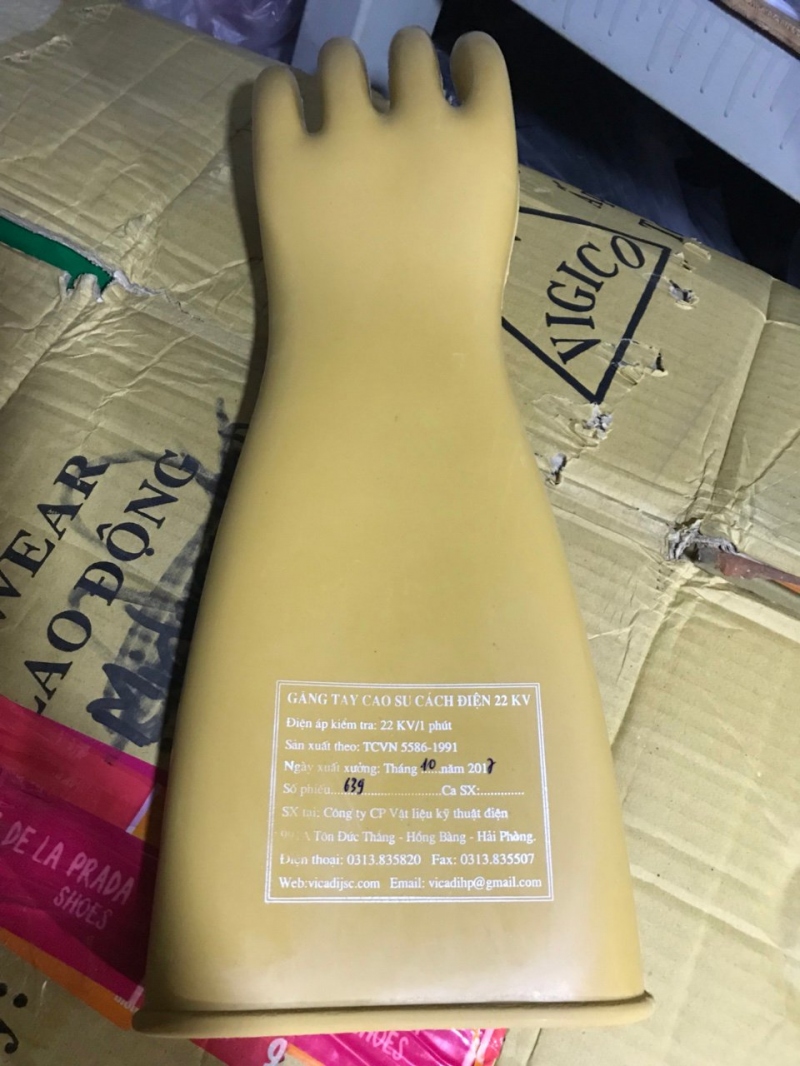 VIGICO
WEAR
LAO ĐỘNG
GĂNG TAY CAO SU CÁCH ĐIỆN 22 KV
Điện áp kiểm tra: 22 KV/1 phút
Sản xuất theo: TCVN 5586-1991
Ngày xuất xưởng: Tháng 10 năm 2017
Số phiếu 639 Ca SX:
SX tại: Công ty CP Vật liệu kỹ thuật điện
Tôn Đức Thắng - Hồng Bàng - Hải Phòng.
Điện thoại: 0313.835820 Fax: 0313.835507
Web:vicadijsc.com Email: vicadihp@gmail.com
DE LA PRADA
SHOES